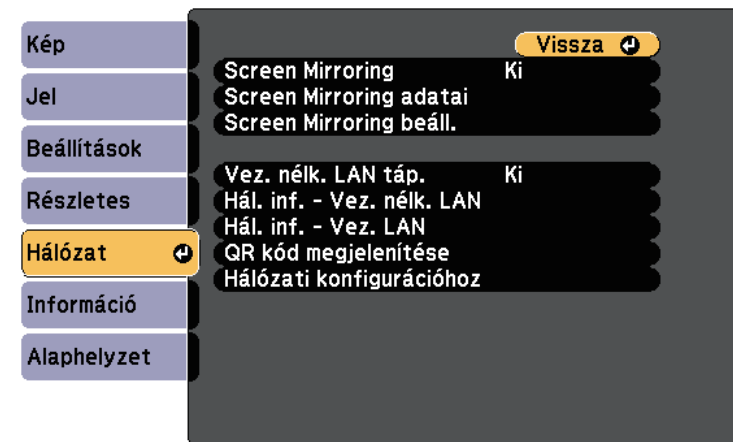 Kép
Jel
Beállítások
Részletes
Hálózat
Információ
Alaphelyzet
Vissza
Screen Mirroring Ki
Screen Mirroring adatai
Screen Mirroring beáll.
Vez. nélk. LAN táp. Ki
Hál. inf. - Vez. nélk. LAN
Hál. inf. - Vez. LAN
QR kód megjelenítése
Hálózati konfigurációhoz